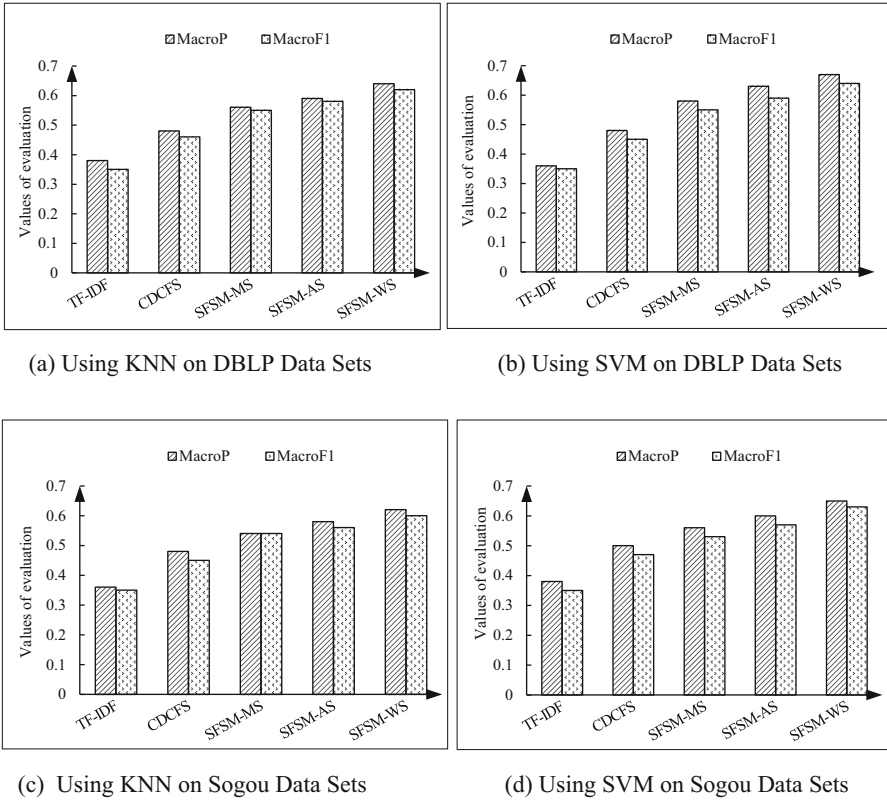 MacroP MacroF1
Values of evaluation
0.7
0.6
0.5
0.4
0.3
0.2
0.1
0
TF-IDF CDCFS SFSM-MS SFSM-AS SFSM-WS
(a) Using KNN on DBLP Data Sets
MacroP MacroF1
Values of evaluation
0.7
0.6
0.5
0.4
0.3
0.2
0.1
0
TF-IDF CDCFS SFSM-MS SFSM-AS SFSM-WS
(b) Using SVM on DBLP Data Sets
MacroP MacroF1
Values of evaluation
0.7
0.6
0.5
0.4
0.3
0.2
0.1
0
TF-IDF CDCFS SFSM-MS SFSM-AS SFSM-WS
(c) Using KNN on Sogou Data Sets
MacroP MacroF1
Values of evaluation
0.7
0.6
0.5
0.4
0.3
0.2
0.1
0
TF-IDF CDCFS SFSM-MS SFSM-AS SFSM-WS
(d) Using SVM on Sogou Data Sets